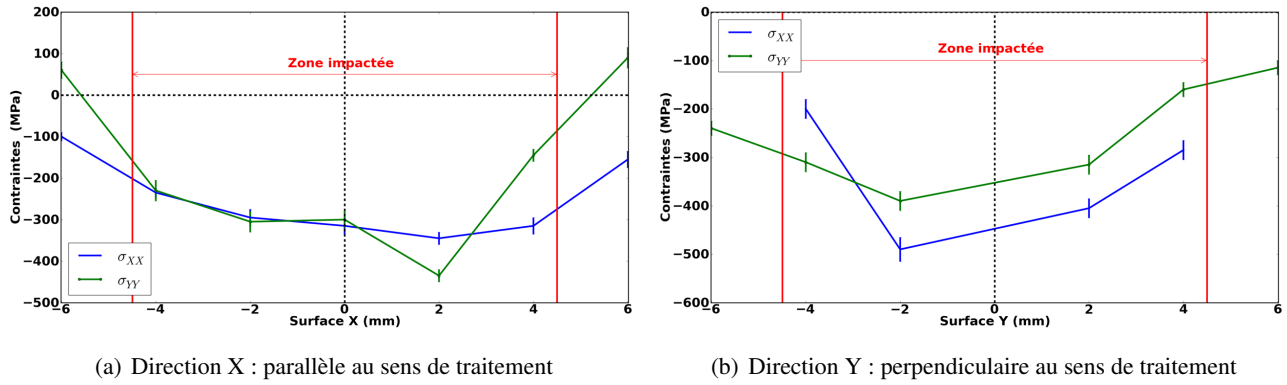 200
100
0
−100
−200
−300
−400
−500
Contraintes (MPa)
Zone impactée
σXX
σYY
−6
−4
−2
0
2
4
6
Surface X (mm)
(a) Direction X : parallèle au sens de traitement
0
−100
−200
−300
−400
−500
−600
Contraintes (MPa)
σXX
σYY
Zone impactée
−6
−4
−2
0
2
4
6
Surface Y (mm)
(b) Direction Y : perpendiculaire au sens de traitement